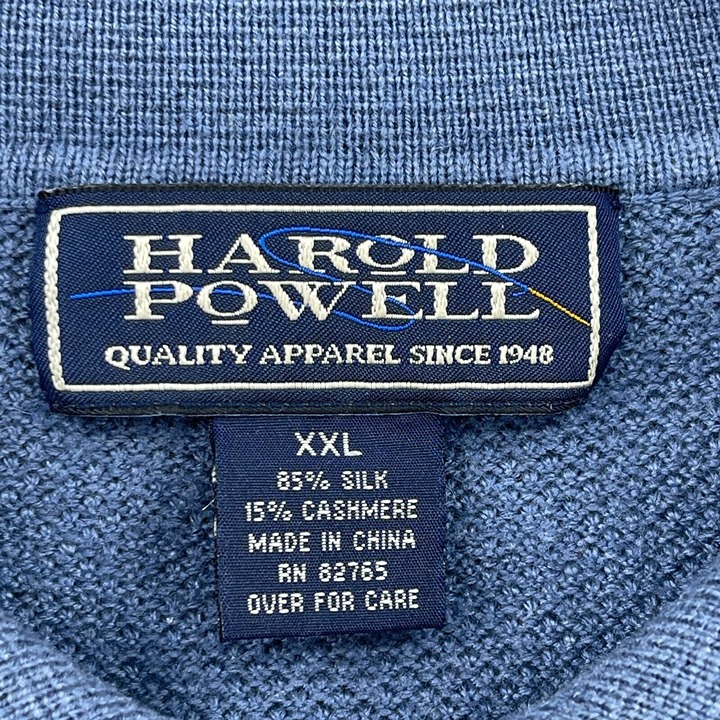 HAROLD
POWELL
QUALITY APPAREL SINCE 1948
XXL
85% SILK
15% CASHMERE
MADE IN CHINA
RN 82765
OVER FOR CARE